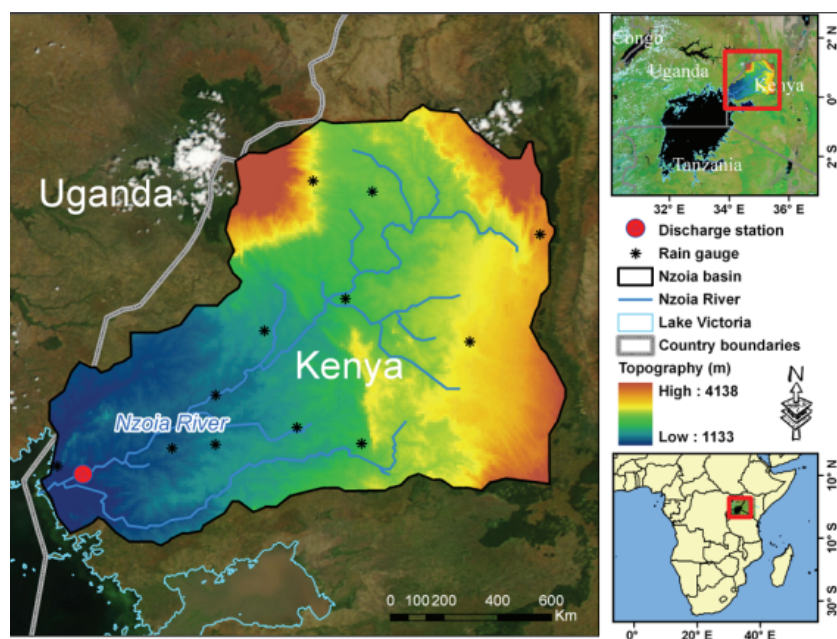 Uganda
Kenya
Nzoia River
0 100 200 400 600
Km
Congo
Uganda
Kenya
Tanzania
2°N
0°
2°S
32° E 34° E 36° E
Discharge station
Rain gauge
Nzoia basin
Nzoia River
Lake Victoria
Country boundaries
Topography (m)
High : 4138
Low : 1133
N
10°N
10°S
30°S
0° 20°E 40°E